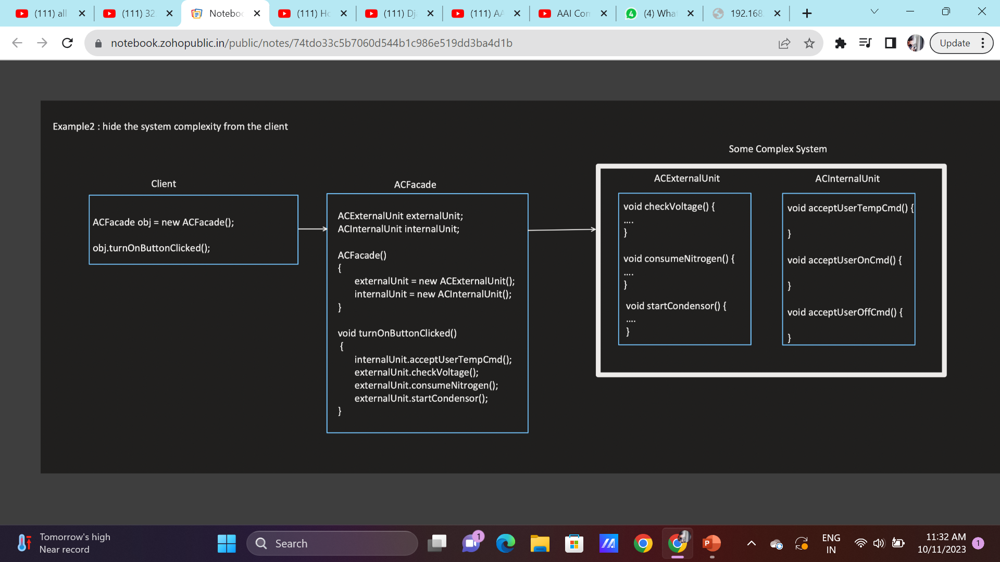 (111) all
(111) 32
Noteboo
(111) Ho
(111) Dj
(111) AA
AAI Con
(4) Wha
192.168
notebook.zohopublic.in/public/notes/74tdo33c5b7060d544b1c986e519dd3ba4d1b
Update
Example2 : hide the system complexity from the client
Some Complex System
Client
ACFacade obj = new ACFacade();
obj.turnOnButtonClicked();
ACFacade
ACExternalUnit externalUnit;
ACInternalUnit internalUnit;
ACFacade()
{
externalUnit = new ACExternalUnit();
internalUnit = new ACInternalUnit();
}
void turnOnButtonClicked()
{
internalUnit.acceptUserTempCmd();
externalUnit.checkVoltage();
externalUnit.consumeNitrogen();
externalUnit.startCondensor();
}
ACExternalUnit
void checkVoltage() {
....
}
void consumeNitrogen() {
....
}
void startCondensor() {
....
}
ACInternalUnit
void acceptUserTempCmd() {
}
void acceptUserOnCmd() {
}
void acceptUserOffCmd() {
}
Tomorrow's high
Near record
Search
1
ENG
IN
11:32 AM
10/11/2023
1